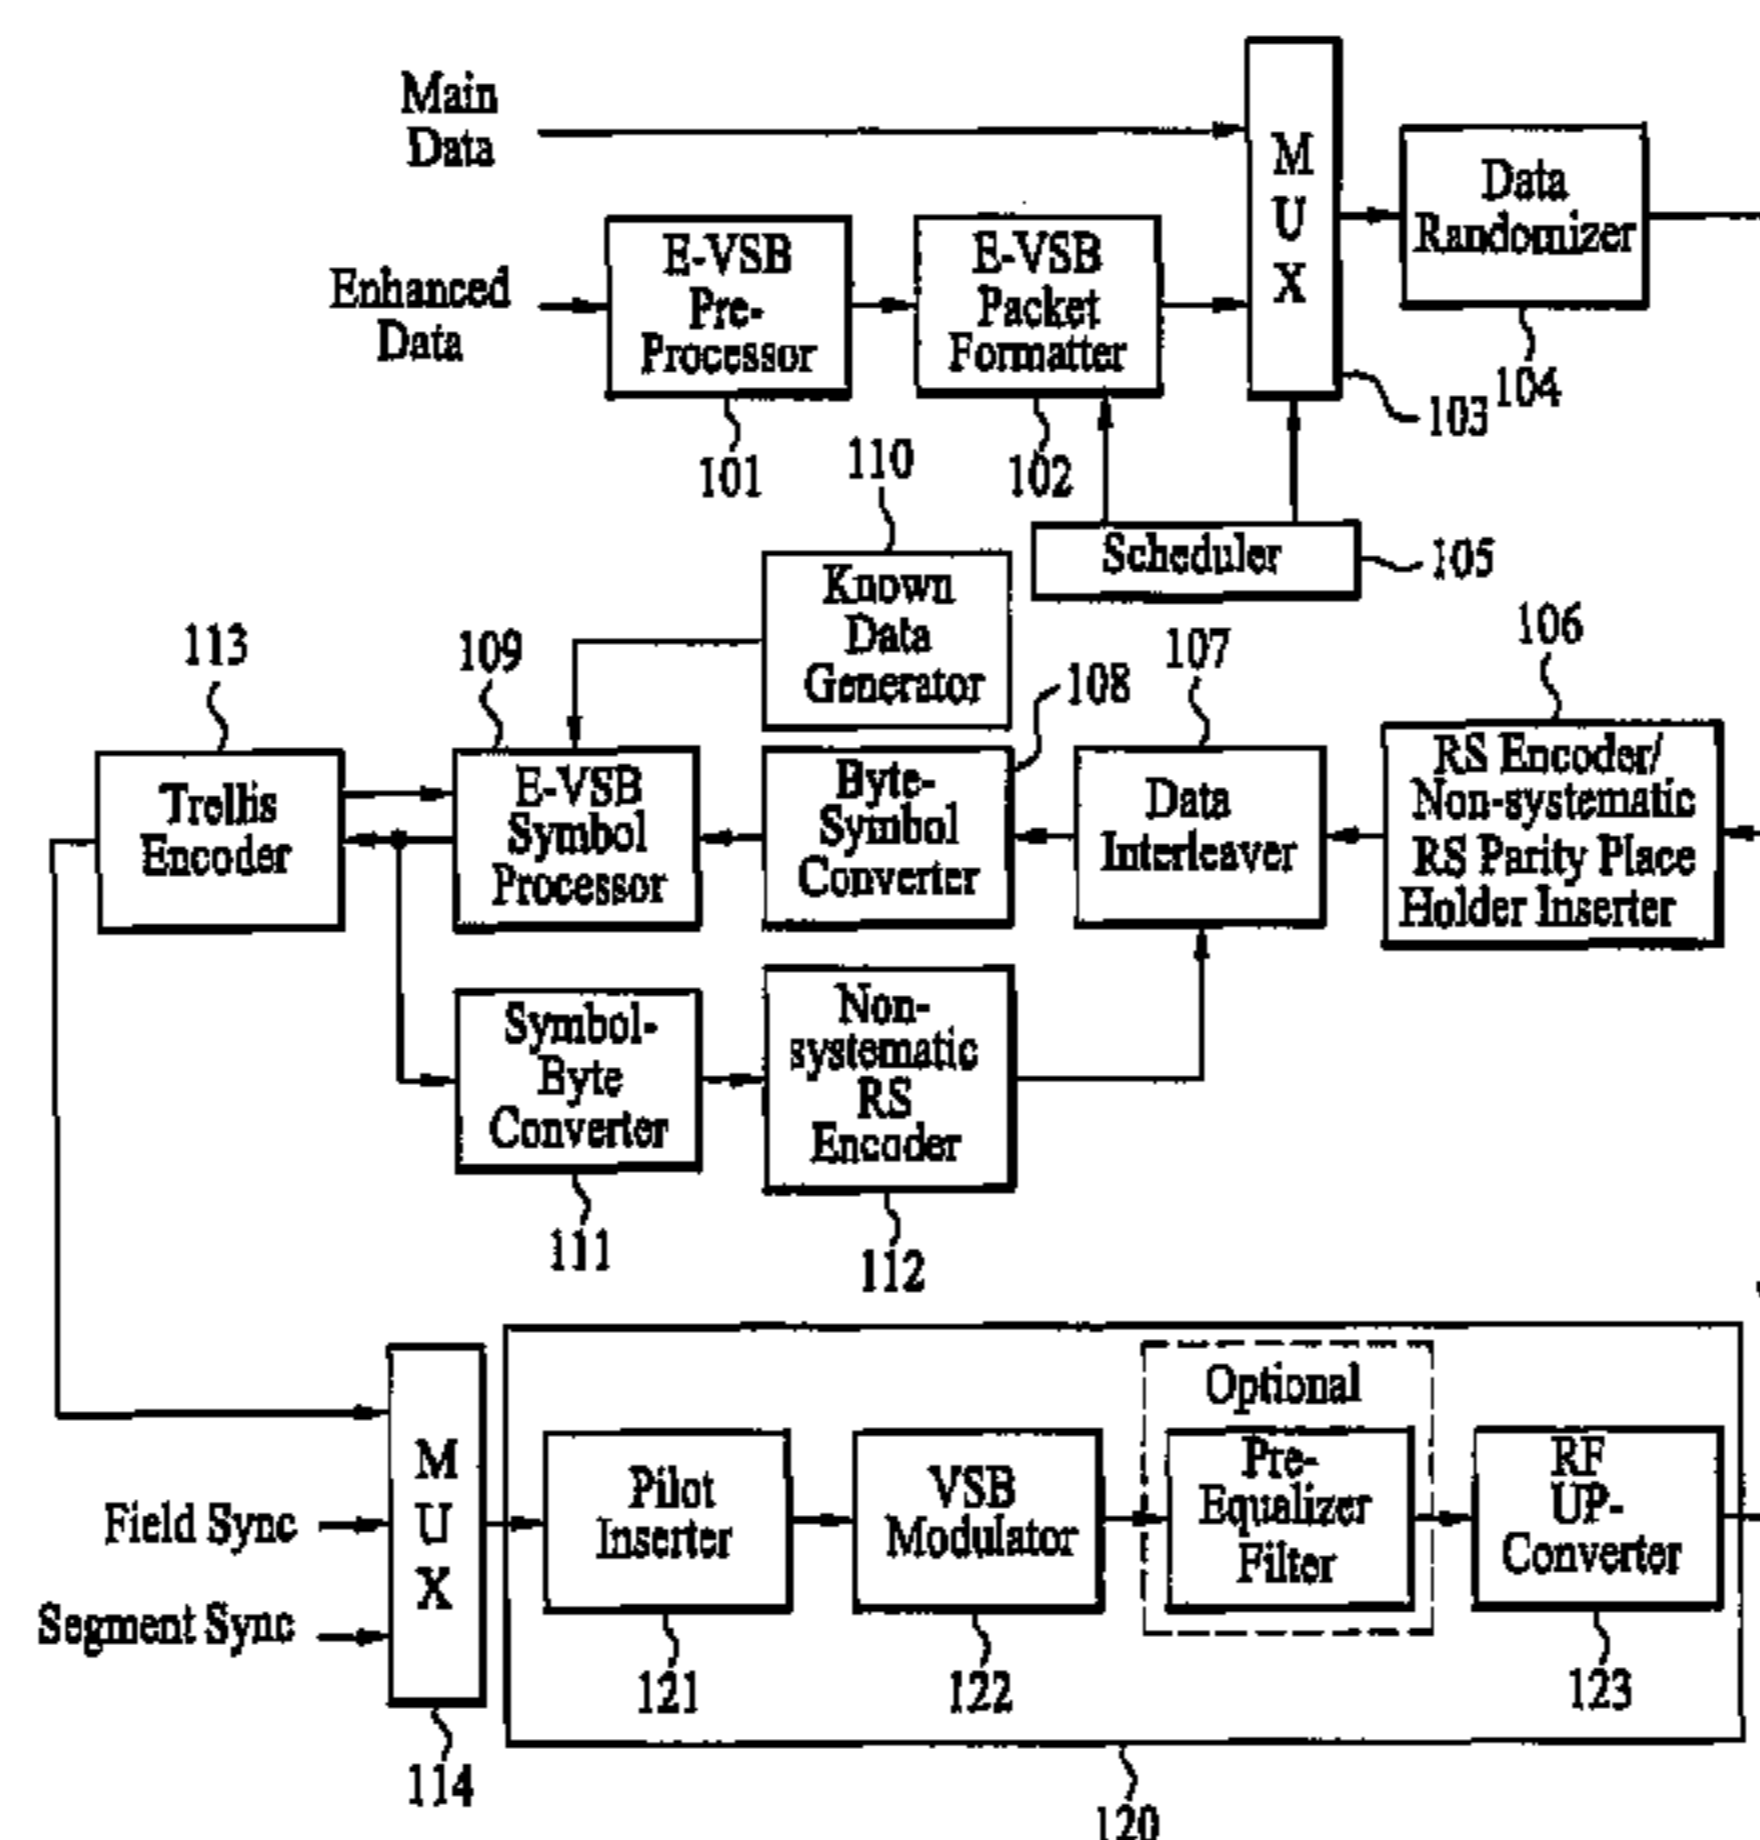 Main
Data
Enhanced
Data
E-VSB
Pre-
Processor
101
E-VSB
Packet
Formatter
102
M
U
X
103
Data
Randomizer
104
Scheduler
105
110
Known
Data
Generator
113
Trellis
Encoder
109
E-VSB
Symbol
Processor
108
Byte-
Symbol
Converter
107
Data
Interleaver
106
RS Encoder/
Non-systematic
RS Parity Place
Holder Inserter
Symbol-
Byte
Converter
111
Non-
systematic
RS
Encoder
112
Field Sync
Segment Sync
M
U
X
114
Pilot
Inserter
121
VSB
Modulator
122
Optional
Pre-
Equalizer
Filter
RF
UP-
Converter
123
120